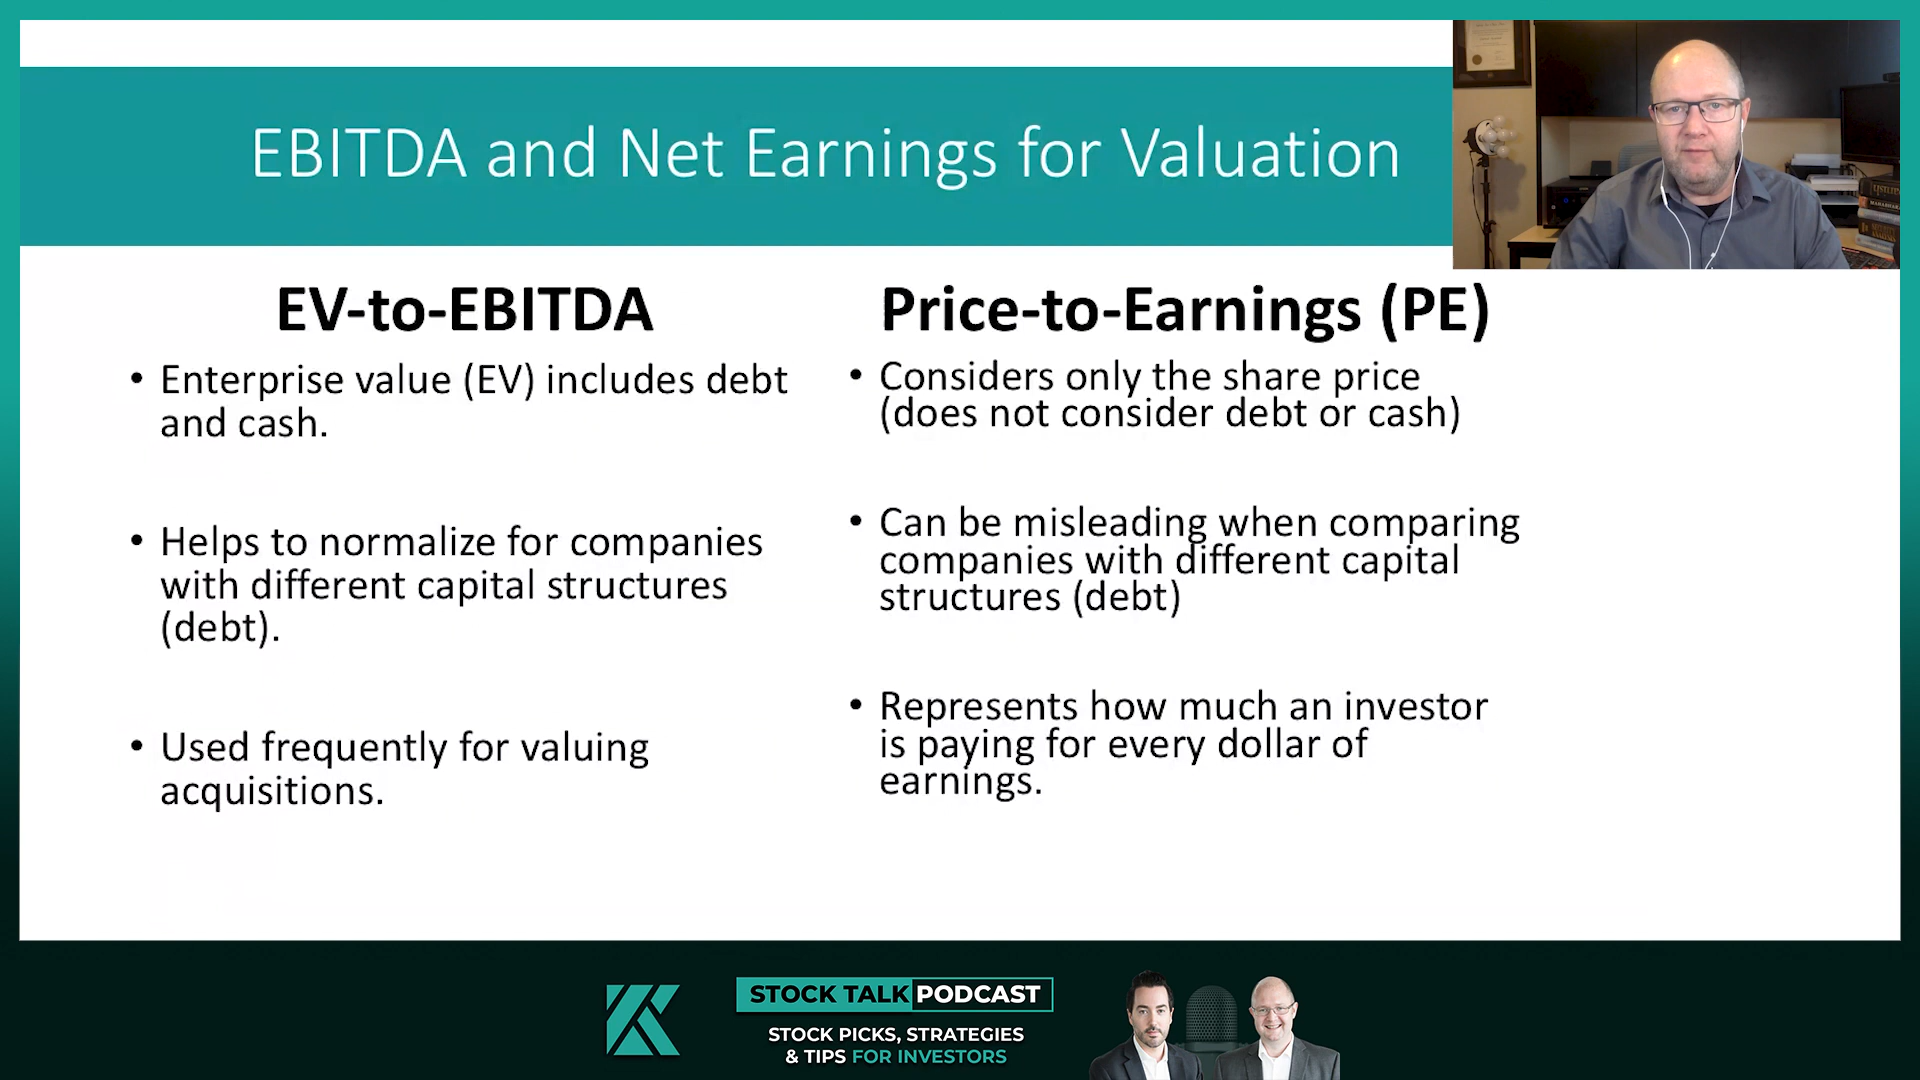 EBITDA and Net Earnings for Valuation
EV-to-EBITDA
• Enterprise value (EV) includes debt
and cash.
• Helps to normalize for companies
with different capital structures
(debt).
• Used frequently for valuing
acquisitions.
Price-to-Earnings (PE)
• Considers only the share price
(does not consider debt or cash)
• Can be misleading when comparing
companies with different capital
structures (debt)
• Represents how much an investor
is paying for every dollar of
earnings.
STOCK TALK PODCAST
STOCK PICKS, STRATEGIES
& TIPS FOR INVESTORS